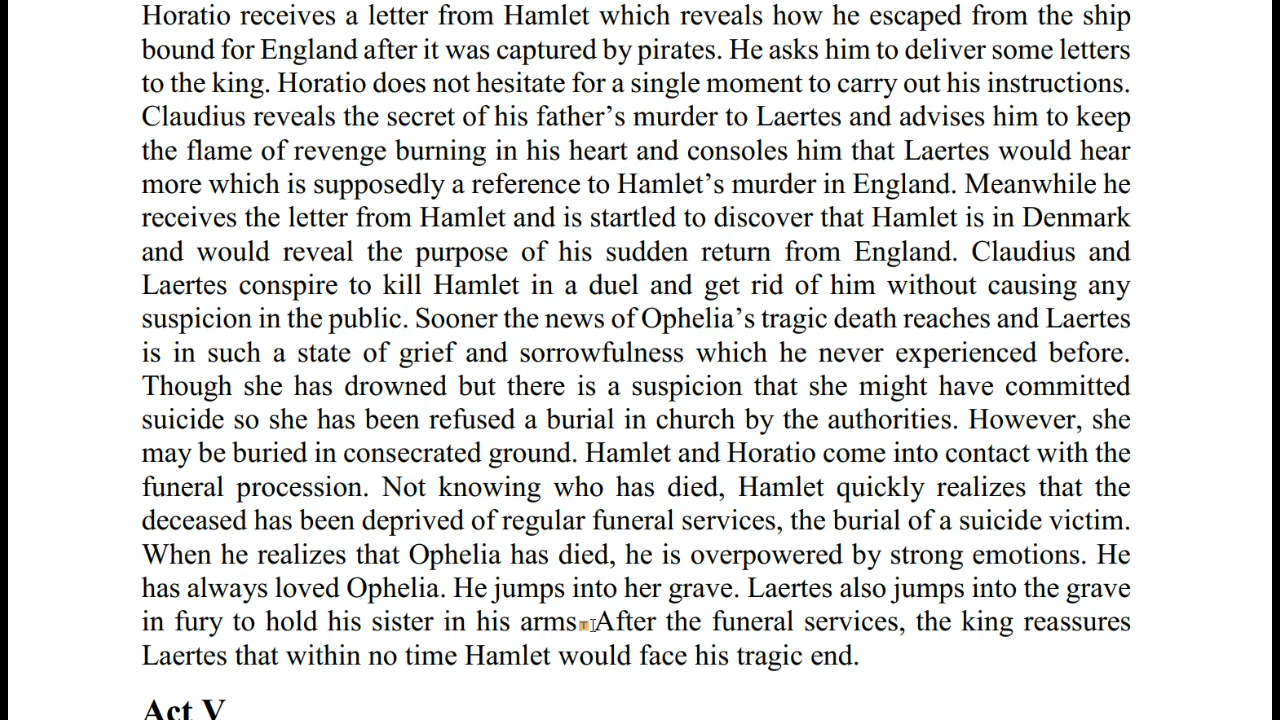 Horatio receives a letter from Hamlet which reveals how he escaped from the ship
bound for England after it was captured by pirates. He asks him to deliver some letters
to the king. Horatio does not hesitate for a single moment to carry out his instructions.
Claudius reveals the secret of his father’s murder to Laertes and advises him to keep
the flame of revenge burning in his heart and consoles him that Laertes would hear
more which is supposedly a reference to Hamlet’s murder in England. Meanwhile he
receives the letter from Hamlet and is startled to discover that Hamlet is in Denmark
and would reveal the purpose of his sudden return from England. Claudius and
Laertes conspire to kill Hamlet in a duel and get rid of him without causing any
suspicion in the public. Sooner the news of Ophelia’s tragic death reaches and Laertes
is in such a state of grief and sorrowfulness which he never experienced before.
Though she has drowned but there is a suspicion that she might have committed
suicide so she has been refused a burial in church by the authorities. However, she
may be buried in consecrated ground. Hamlet and Horatio come into contact with the
funeral procession. Not knowing who has died, Hamlet quickly realizes that the
deceased has been deprived of regular funeral services, the burial of a suicide victim.
When he realizes that Ophelia has died, he is overpowered by strong emotions. He
has always loved Ophelia. He jumps into her grave. Laertes also jumps into the grave
in fury to hold his sister in his arms. After the funeral services, the king reassures
Laertes that within no time Hamlet would face his tragic end.
Act V